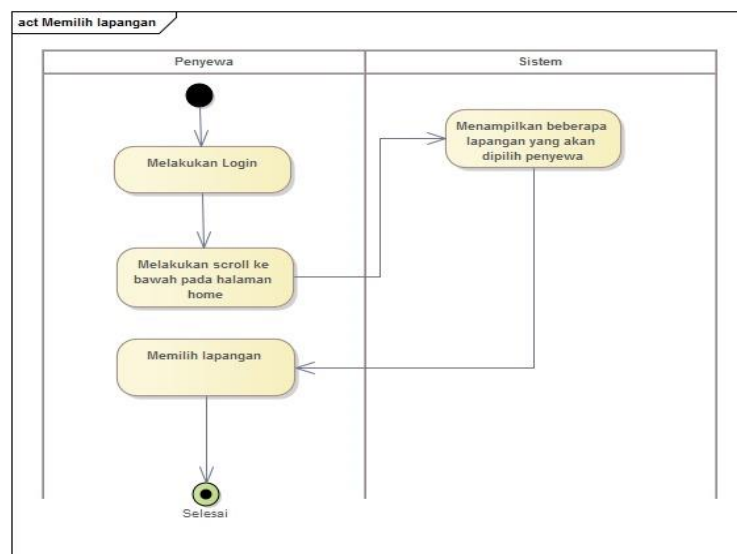 act Memilih lapangan
Penyewa
Sistem
Melakukan Login
Menampilkan beberapa
lapangan yang akan
dipilih penyewa
Melakukan scroll ke
bawah pada halaman
home
Memilih lapangan
Selesai